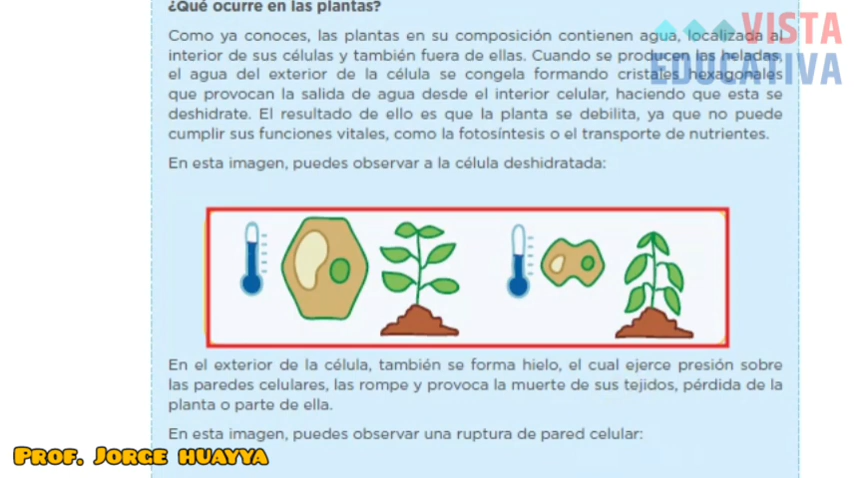 ¿Qué ocurre en las plantas?
VISTA
EDUCATIVA
Como ya conoces, las plantas en su composición contienen agua, localizada al
interior de sus células y también fuera de ellas. Cuando se producen las heladas,
el agua del exterior de la célula se congela formando cristales hexagonales
que provocan la salida de agua desde el interior celular, haciendo que esta se
deshidrate. El resultado de ello es que la planta se debilita, ya que no puede
cumplir sus funciones vitales, como la fotosíntesis o el transporte de nutrientes.
En esta imagen, puedes observar a la célula deshidratada:
En el exterior de la célula, también se forma hielo, el cual ejerce presión sobre
las paredes celulares, las rompe y provoca la muerte de sus tejidos, pérdida de la
planta o parte de ella.
En esta imagen, puedes observar una ruptura de pared celular:
Prof. Jorge huayya